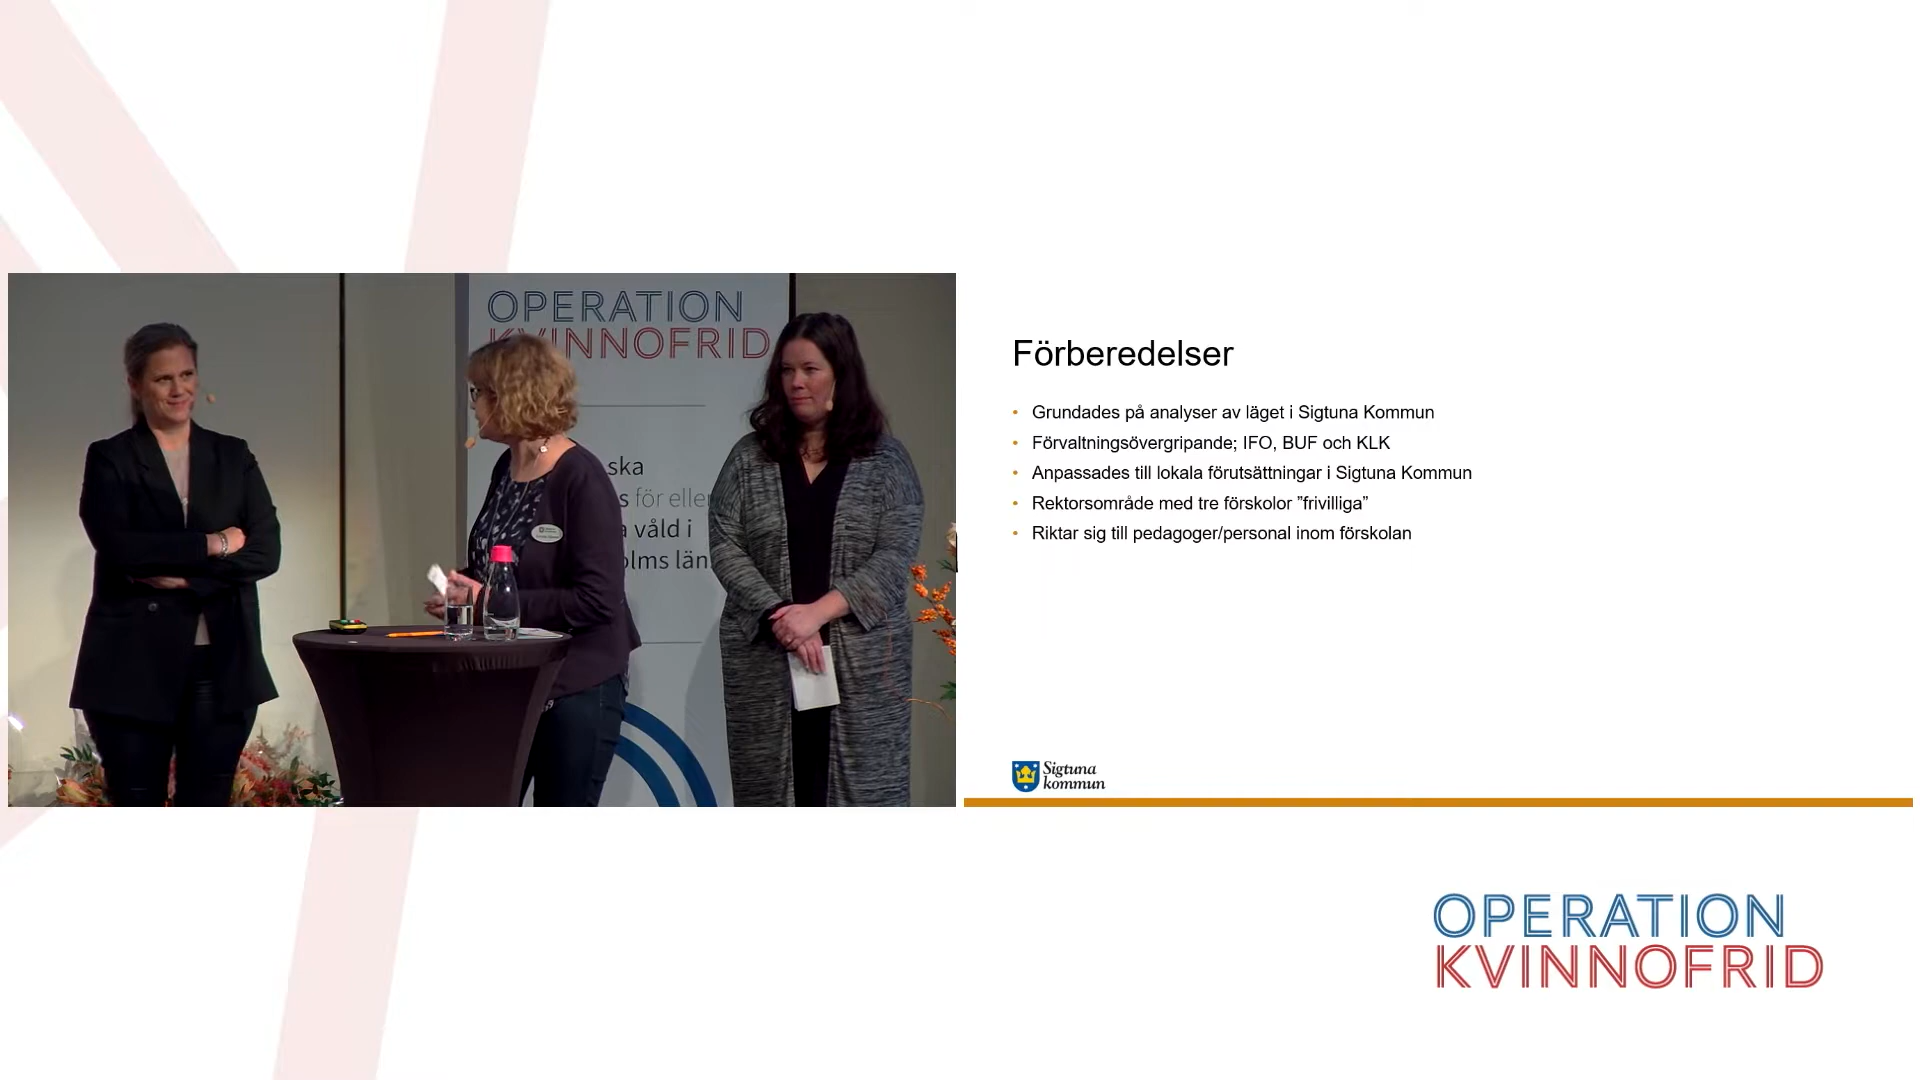 OPERATION
KVINNOFRID
ska
s för eller
a våld i
olms län
Förberedelser
• Grundades på analyser av läget i Sigtuna Kommun
• Förvaltningsövergripande; IFO, BUF och KLK
• Anpassades till lokala förutsättningar i Sigtuna Kommun
• Rektorsområde med tre förskolor ”frivilliga”
• Riktar sig till pedagoger/personal inom förskolan
Sigtuna
kommun
OPERATION
KVINNOFRID